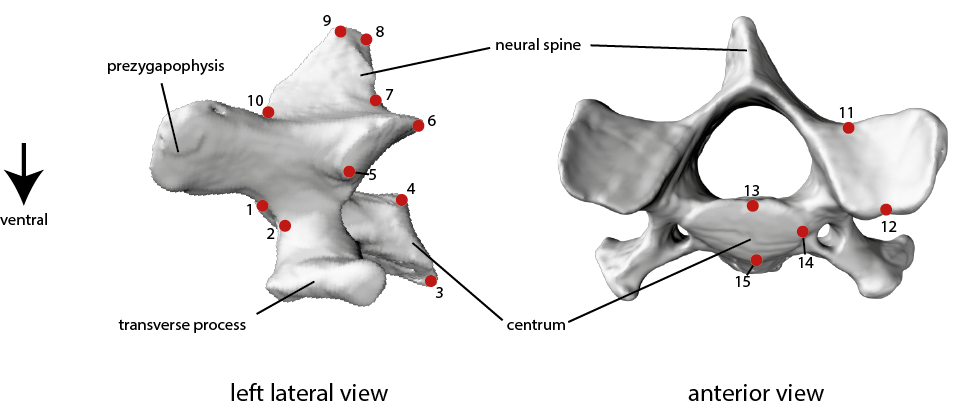 9
8
neural spine
prezygapophysis
10
7
6
11
5
4
13
1
2
12
ventral
14
15
3
transverse process
centrum
left lateral view
anterior view